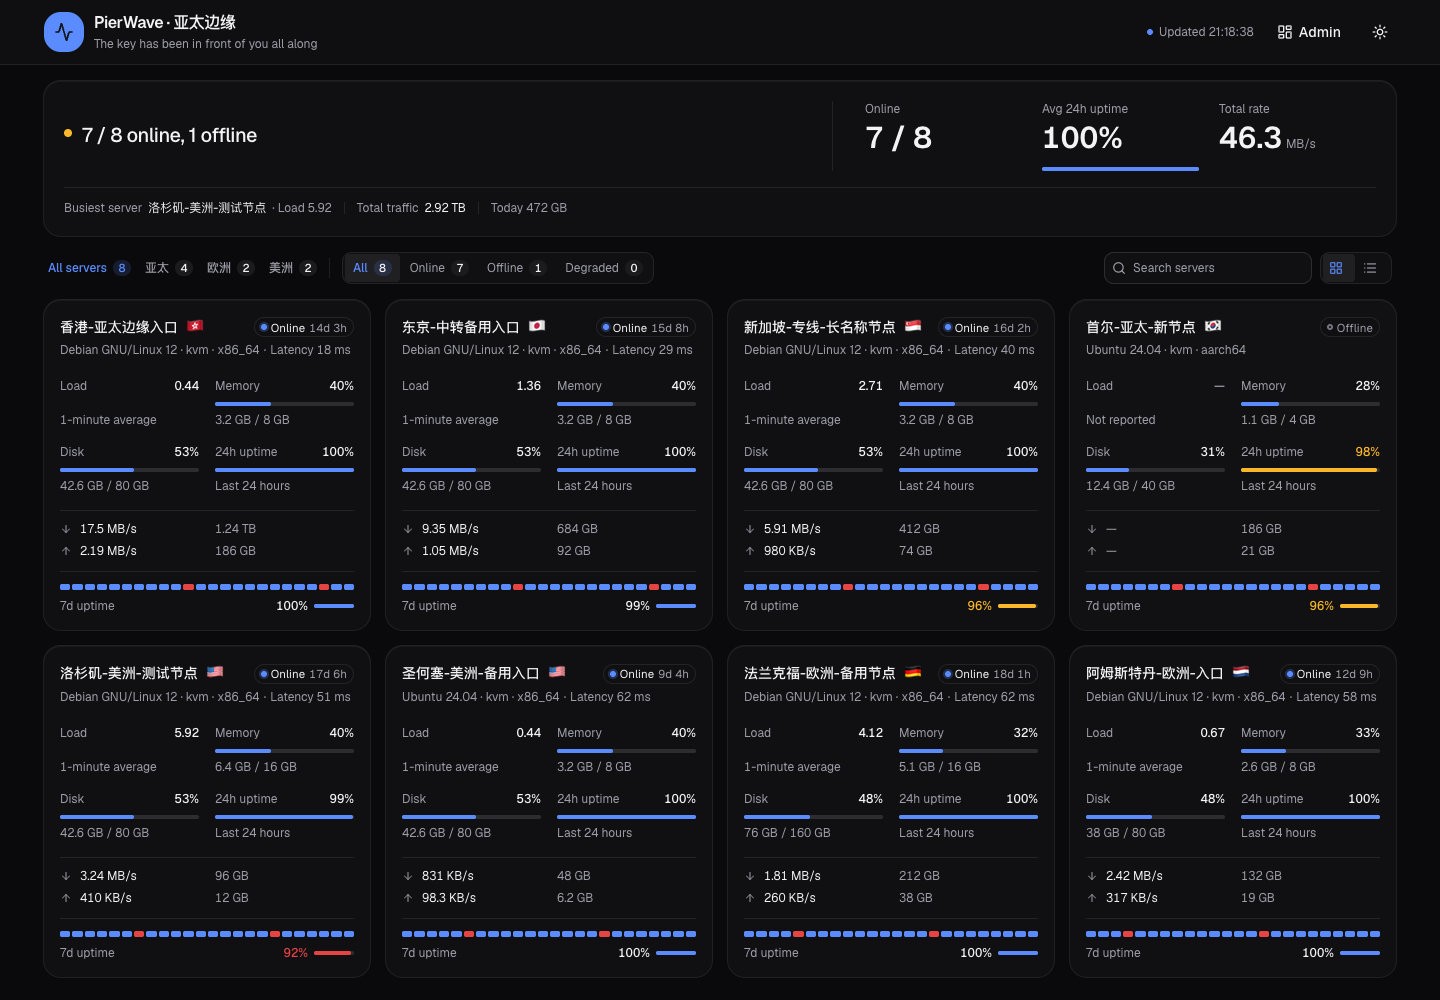 PierWave · 亚太边缘
The key has been in front of you all along
Updated 21:18:38
Admin
7 / 8 online, 1 offline
Online
7 / 8
Avg 24h uptime
100%
Total rate
46.3 MB/s
Busiest server 洛杉矶-美洲-测试节点 · Load 5.92
Total traffic 2.92 TB
Today 472 GB
All servers 8
亚太 4
欧洲 2
美洲 2
All 8
Online 7
Offline 1
Degraded 0
Search servers
香港-亚太边缘入口
Online 14d 3h
Debian GNU/Linux 12 · kvm · x86_64 · Latency 18 ms
Load 0.44
Memory 40%
1-minute average
3.2 GB / 8 GB
Disk 53%
24h uptime 100%
42.6 GB / 80 GB
Last 24 hours
↓ 17.5 MB/s 1.24 TB
↑ 2.19 MB/s 186 GB
7d uptime 100%
东京-中转备用入口
Online 15d 8h
Debian GNU/Linux 12 · kvm · x86_64 · Latency 29 ms
Load 1.36
Memory 40%
1-minute average
3.2 GB / 8 GB
Disk 53%
24h uptime 100%
42.6 GB / 80 GB
Last 24 hours
↓ 9.35 MB/s 684 GB
↑ 1.05 MB/s 92 GB
7d uptime 99%
新加坡-专线-长名称节点
Online 16d 2h
Debian GNU/Linux 12 · kvm · x86_64 · Latency 40 ms
Load 2.71
Memory 40%
1-minute average
3.2 GB / 8 GB
Disk 53%
24h uptime 100%
42.6 GB / 80 GB
Last 24 hours
↓ 5.91 MB/s 412 GB
↑ 980 KB/s 74 GB
7d uptime 96%
首尔-亚太-新节点
Offline
Ubuntu 24.04 · kvm · aarch64
Load —
Memory 28%
Not reported
1.1 GB / 4 GB
Disk 31%
24h uptime 98%
12.4 GB / 40 GB
Last 24 hours
↓ — 186 GB
↑ — 21 GB
7d uptime 96%
洛杉矶-美洲-测试节点
Online 17d 6h
Debian GNU/Linux 12 · kvm · x86_64 · Latency 51 ms
Load 5.92
Memory 40%
1-minute average
6.4 GB / 16 GB
Disk 53%
24h uptime 99%
42.6 GB / 80 GB
Last 24 hours
↓ 3.24 MB/s 96 GB
↑ 410 KB/s 12 GB
7d uptime 92%
圣何塞-美洲-备用入口
Online 9d 4h
Ubuntu 24.04 · kvm · x86_64 · Latency 62 ms
Load 0.44
Memory 40%
1-minute average
3.2 GB / 8 GB
Disk 53%
24h uptime 100%
42.6 GB / 80 GB
Last 24 hours
↓ 831 KB/s 48 GB
↑ 98.3 KB/s 6.2 GB
7d uptime 100%
法兰克福-欧洲-备用节点
Online 18d 1h
Debian GNU/Linux 12 · kvm · x86_64 · Latency 62 ms
Load 4.12
Memory 32%
1-minute average
5.1 GB / 16 GB
Disk 48%
24h uptime 100%
76 GB / 160 GB
Last 24 hours
↓ 1.81 MB/s 212 GB
↑ 260 KB/s 38 GB
7d uptime 100%
阿姆斯特丹-欧洲-入口
Online 12d 9h
Debian GNU/Linux 12 · kvm · x86_64 · Latency 58 ms
Load 0.67
Memory 33%
1-minute average
2.6 GB / 8 GB
Disk 48%
24h uptime 100%
38 GB / 80 GB
Last 24 hours
↓ 2.42 MB/s 132 GB
↑ 317 KB/s 19 GB
7d uptime 100%